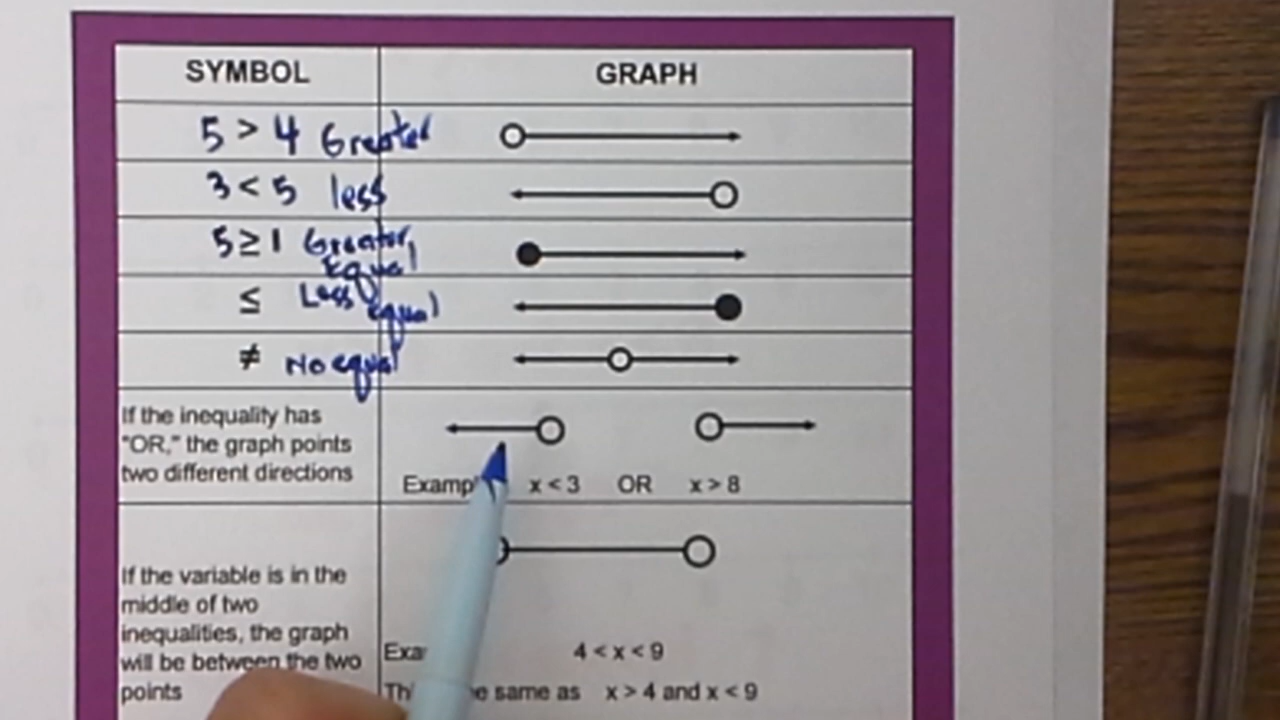 SYMBOL GRAPH
5 > 4 Greater
3 < 5 less
5 ≥ 1 Greater,
Equal
≤ Less
equal
≠ No equal
If the inequality has
"OR," the graph points
two different directions
x < 3 OR x > 8
If the variable is in the
middle of two
inequalities, the graph
will be between the two
points
4 < x < 9
same as x > 4 and x < 9